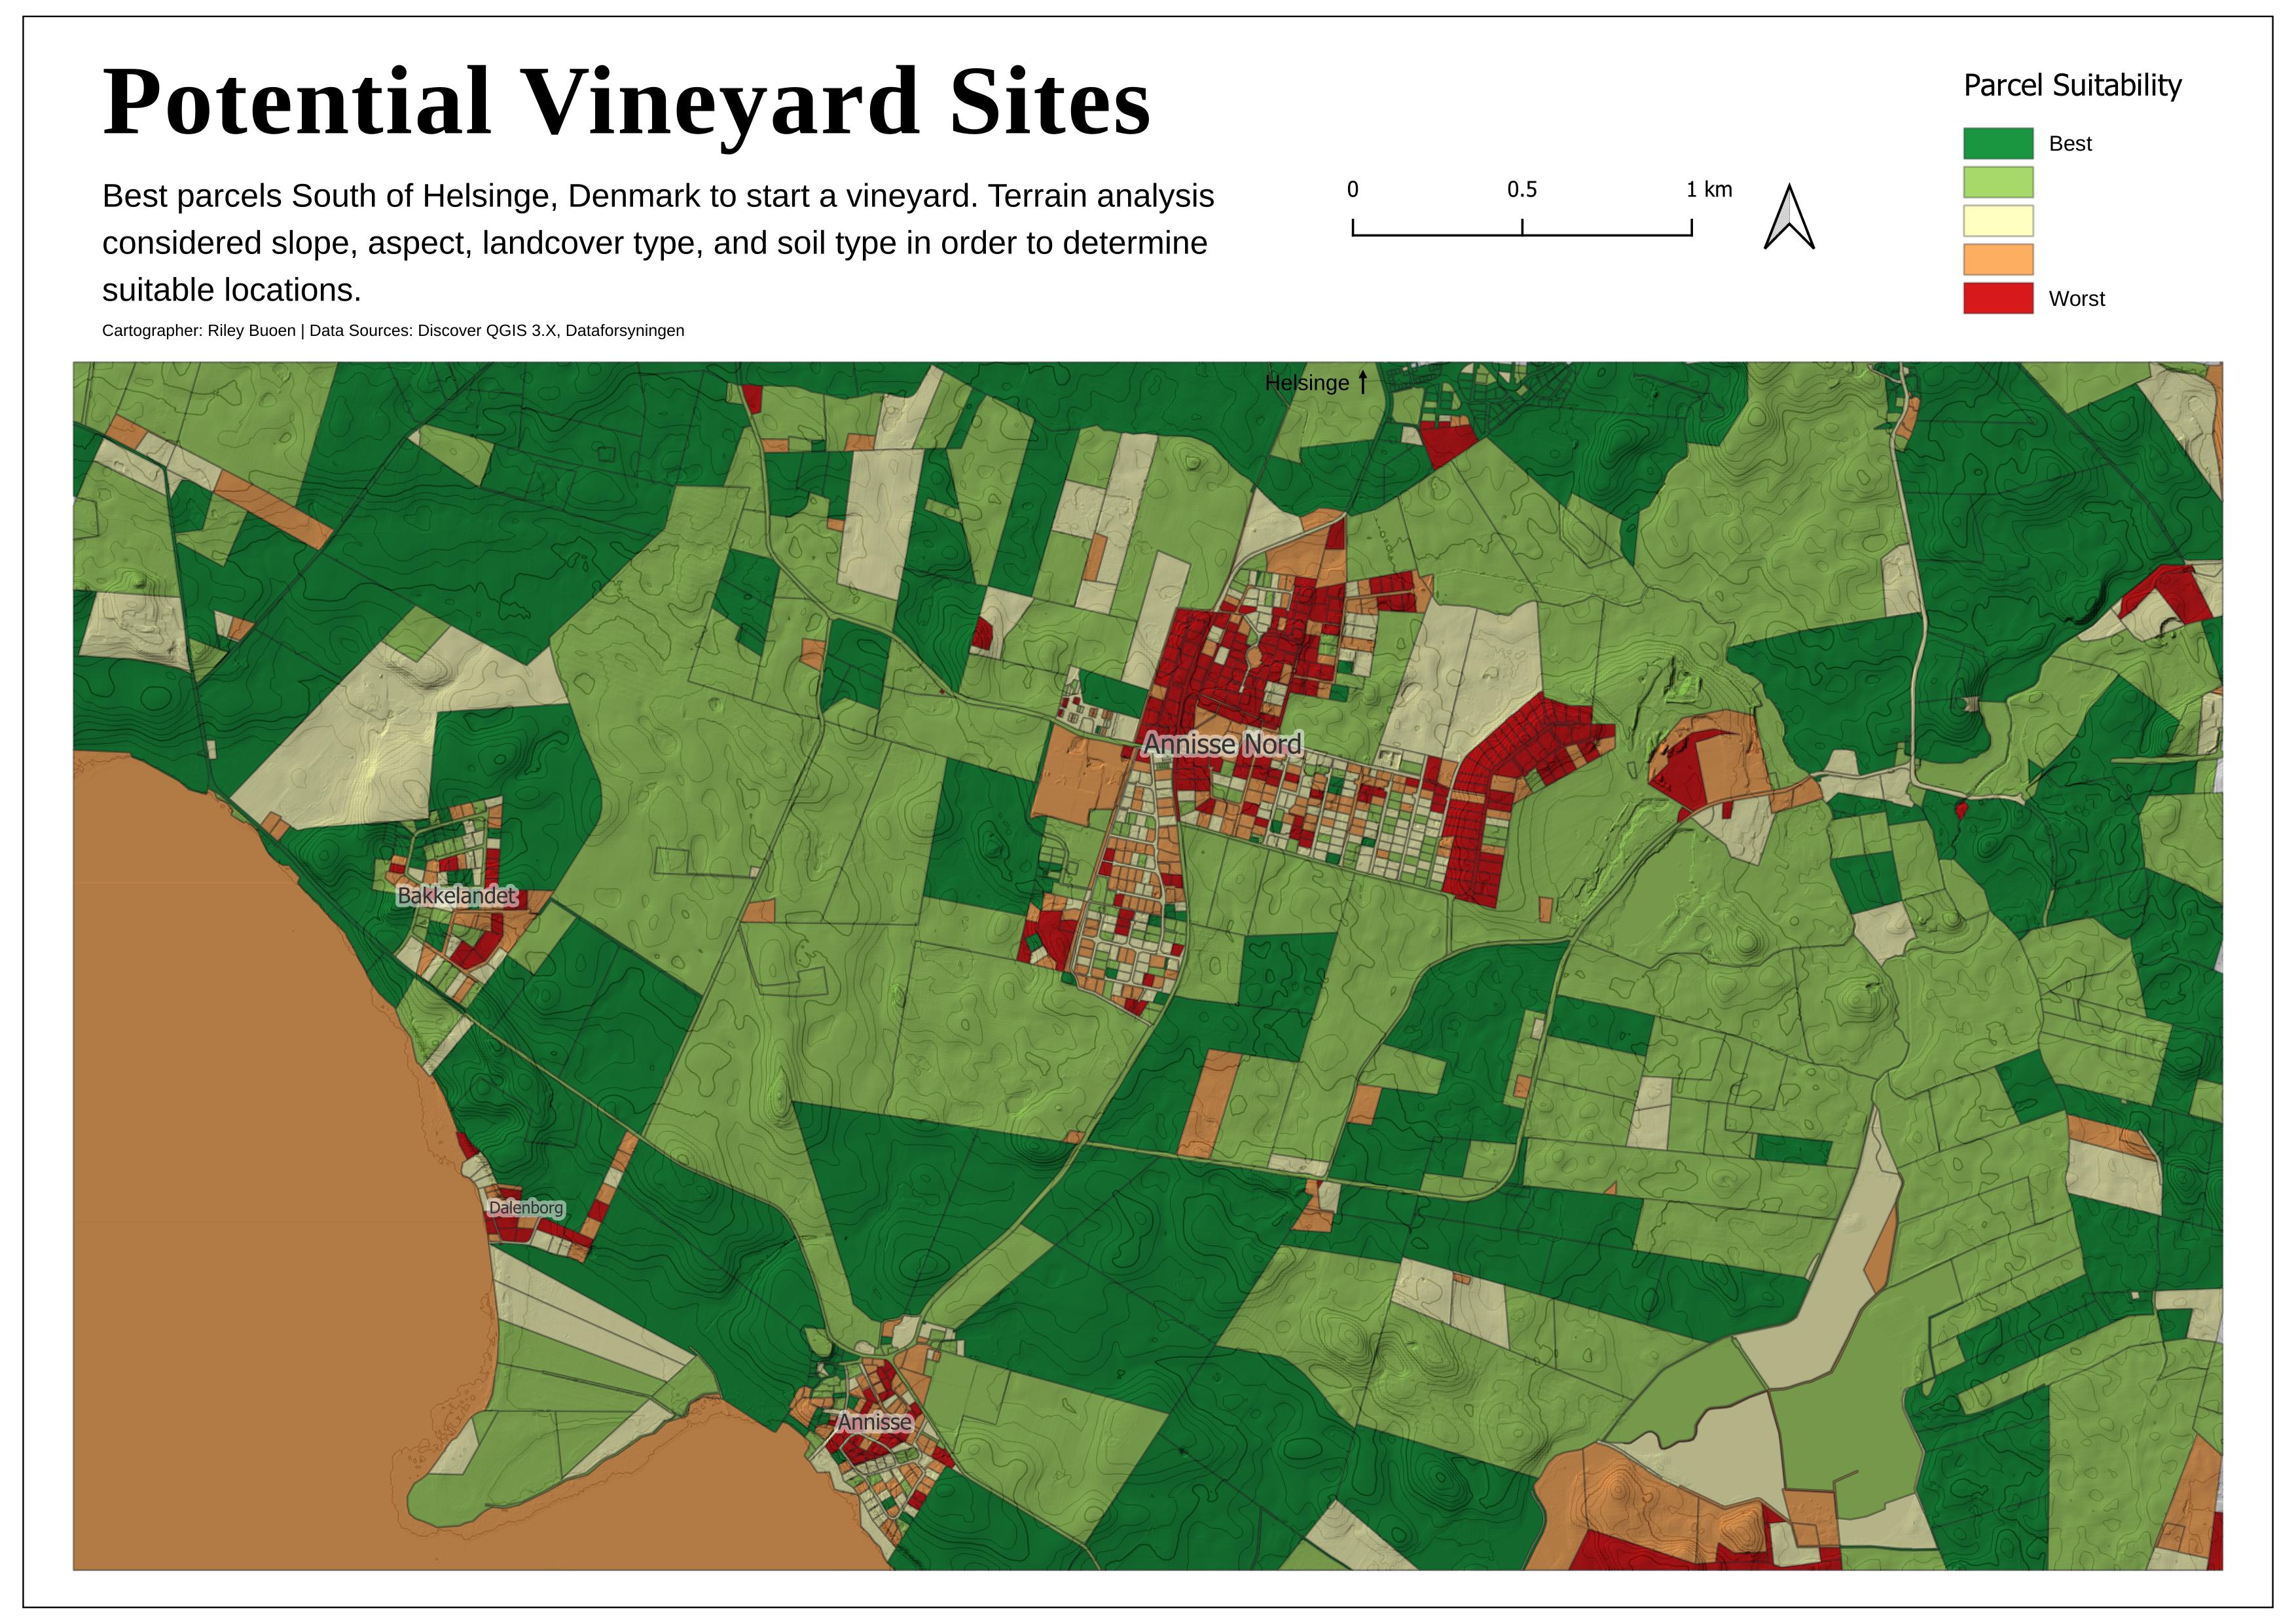 Potential Vineyard Sites
Best parcels South of Helsinge, Denmark to start a vineyard. Terrain analysis
considered slope, aspect, landcover type, and soil type in order to determine
suitable locations.
Cartographer: Riley Buoen | Data Sources: Discover QGIS 3.X, Dataforsyningen
0 0.5 1 km
Parcel Suitability
Best
Worst
Helsinge
Annisse Nord
Bakkelandet
Dalenborg
Annisse